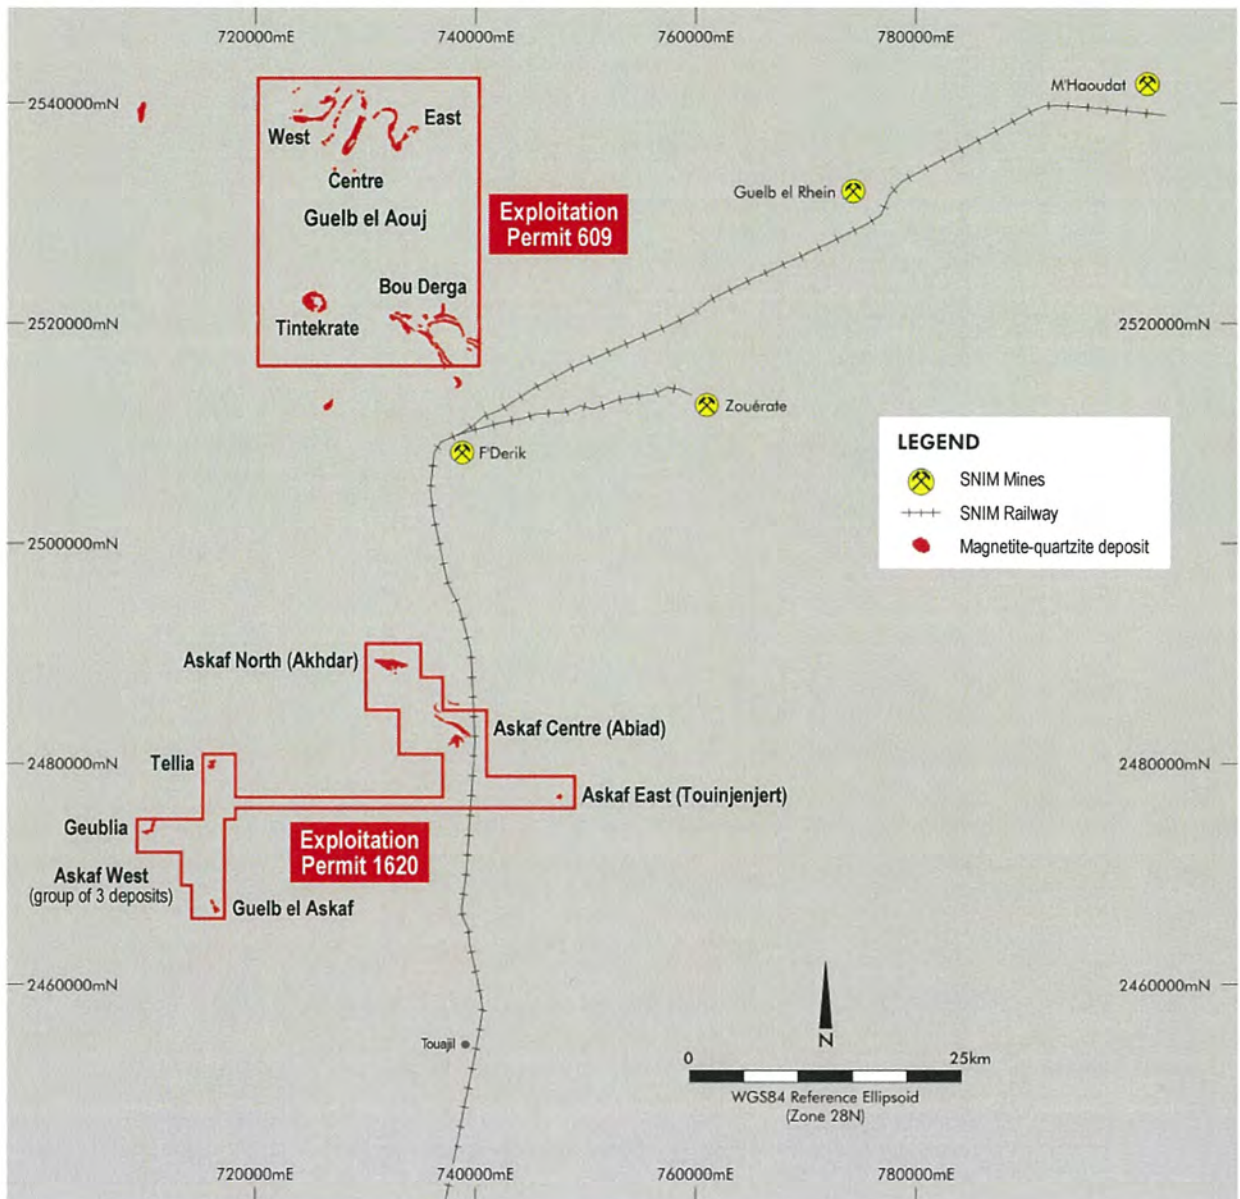 720000mE
740000mE
760000mE
780000mE
2540000mN
M'Haoudat
West
East
Centre
Guelb el Aouj
Guelb el Rhein
Exploitation
Permit 609
Bou Derga
Tintekrate
2520000mN
2520000mN
Zouérate
F'Derik
LEGEND
SNIM Mines
SNIM Railway
Magnetite-quartzite deposit
2500000mN
Askaf North (Akhdar)
Askaf Centre (Abiad)
2480000mN
Tellia
2480000mN
Askaf East (Touinjenjert)
Geublia
Exploitation
Permit 1620
Askaf West
(group of 3 deposits)
Guelb el Askaf
2460000mN
2460000mN
N
Touajil
0
25km
WGS84 Reference Ellipsoid
(Zone 28N)
720000mE
740000mE
760000mE
780000mE